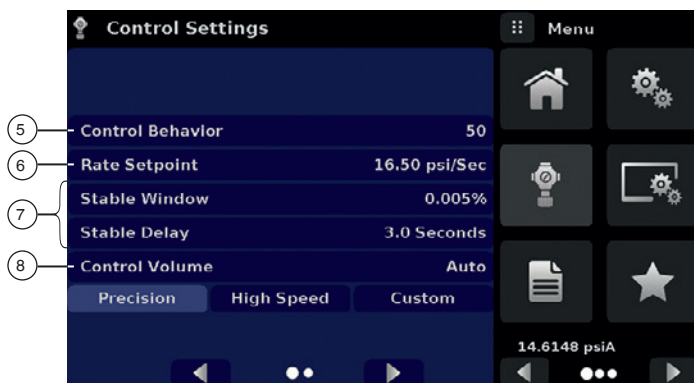 Control Settings
Menu
5 Control Behavior 50
6 Rate Setpoint 16.50 psi/Sec
7 Stable Window 0.005%
Stable Delay 3.0 Seconds
8 Control Volume Auto
Precision High Speed Custom
14.6148 psiA